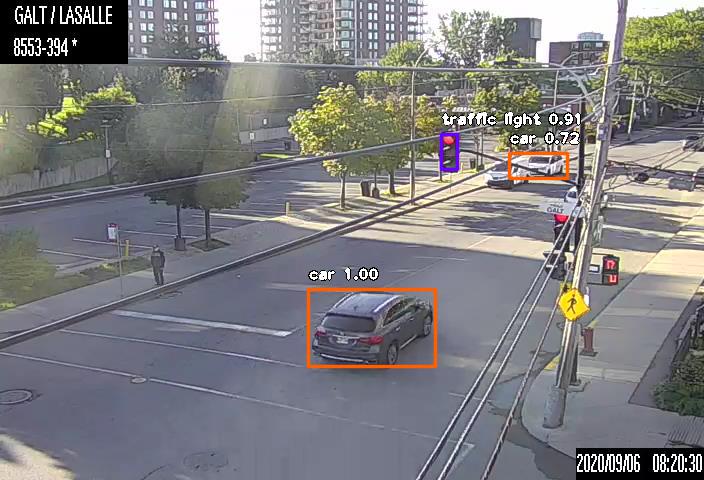 GALT / LASALLE
8553-394 *
traffic light 0.91
car 0.72
GALT
car 1.00
2020/09/06 08:20:30